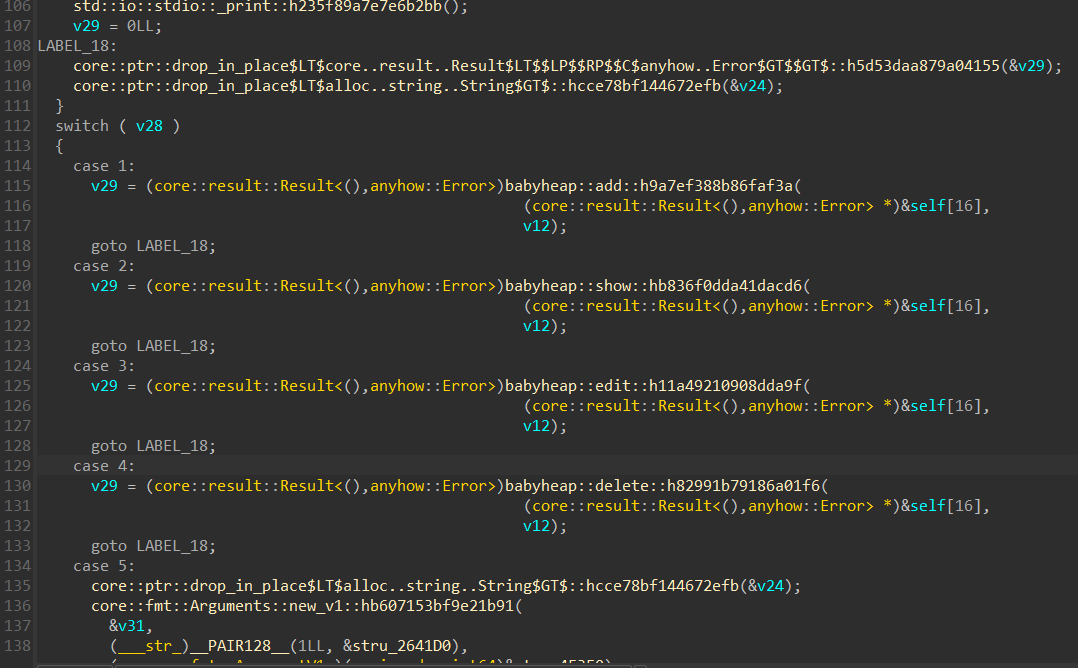 106 std::io::stdio::_print::h235f89a7e7e6b2bb();
107 v29 = 0LL;
108 LABEL_18:
109 core::ptr::drop_in_place$LT$core..result..Result$LT$$LP$$RP$$C$anyhow..Error$GT$$GT$::h5d53daa879a04155(&v29);
110 core::ptr::drop_in_place$LT$alloc..string..String$GT$::hcce78bf144672efb(&v24);
111 }
112 switch ( v28 )
113 {
114 case 1:
115 v29 = (core::result::Result<(),anyhow::Error>)babyheap::add::h9a7ef388b86faf3a(
116 (core::result::Result<(),anyhow::Error> *)&self[16],
117 v12);
118 goto LABEL_18;
119 case 2:
120 v29 = (core::result::Result<(),anyhow::Error>)babyheap::show::hb836f0dda41dacd6(
121 (core::result::Result<(),anyhow::Error> *)&self[16],
122 v12);
123 goto LABEL_18;
124 case 3:
125 v29 = (core::result::Result<(),anyhow::Error>)babyheap::edit::h11a49210908dda9f(
126 (core::result::Result<(),anyhow::Error> *)&self[16],
127 v12);
128 goto LABEL_18;
129 case 4:
130 v29 = (core::result::Result<(),anyhow::Error>)babyheap::delete::h82991b79186a01f6(
131 (core::result::Result<(),anyhow::Error> *)&self[16],
132 v12);
133 goto LABEL_18;
134 case 5:
135 core::ptr::drop_in_place$LT$alloc..string..String$GT$::hcce78bf144672efb(&v24);
136 core::fmt::Arguments::new_v1::hb607153bf9e21b91(
137 &v31,
138 (___str_)__PAIR128__(1LL, &stru_2641D0),